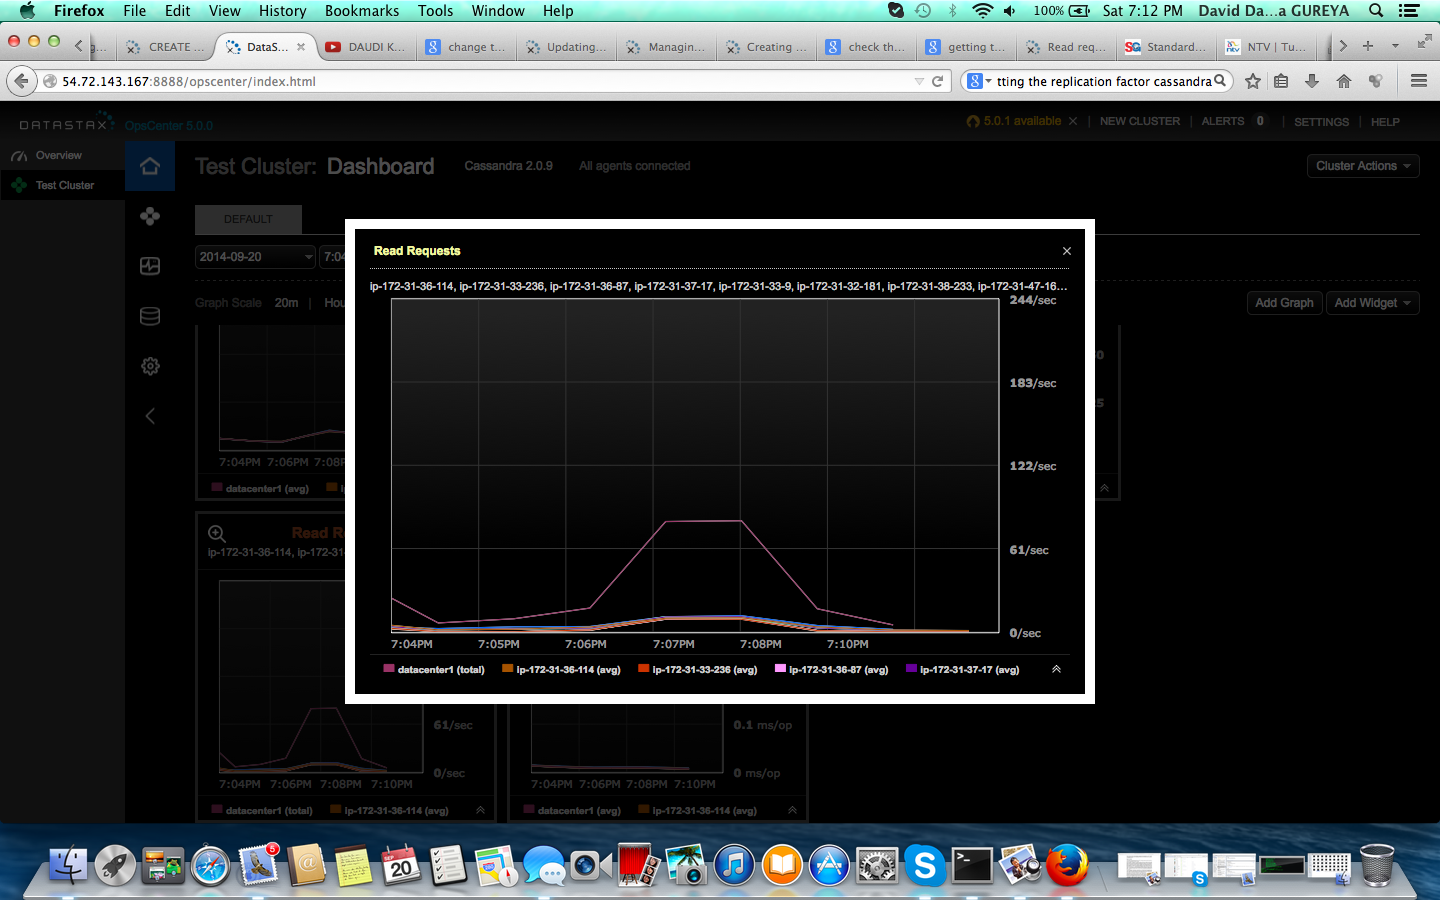 Firefox File Edit View History Bookmarks Tools Window Help 100% Sat 7:12 PM David Da...a GUREYA
CREATE ... DataS... DAUDI K... change t... Updating... Managin... Creating ... check th... getting t... Read req... Standard... NTV | Tu...
54.72.143.167:8888/opscenter/index.html tting the replication factor cassandra
DATASTAX OpsCenter 5.0.0 5.0.1 available × NEW CLUSTER | ALERTS 0 | SETTINGS | HELP
Overview
Test Cluster
Test Cluster: Dashboard Cassandra 2.0.9 All agents connected Cluster Actions
DEFAULT
2014-09-20 7:04
Graph Scale 20m | Hou
Add Graph Add Widget
Read Requests ×
ip-172-31-36-114, ip-172-31-33-236, ip-172-31-36-87, ip-172-31-37-17, ip-172-31-33-9, ip-172-31-32-181, ip-172-31-38-233, ip-172-31-47-16...
244/sec
183/sec
122/sec
61/sec
0/sec
7:04PM 7:05PM 7:06PM 7:07PM 7:08PM 7:10PM
datacenter1 (total) ip-172-31-36-114 (avg) ip-172-31-33-236 (avg) ip-172-31-36-87 (avg) ip-172-31-37-17 (avg)
7:04PM 7:06PM 7:08P
datacenter1 (avg)
Read R
ip-172-31-36-114, ip-172-31
61/sec
0/sec
7:04PM 7:06PM 7:08PM 7:10PM
datacenter1 (total) ip-172-31-36-114 (avg)
0.1 ms/op
0 ms/op
7:04PM 7:06PM 7:08PM 7:10PM
datacenter1 (avg) ip-172-31-36-114 (avg)
5
SEP
20